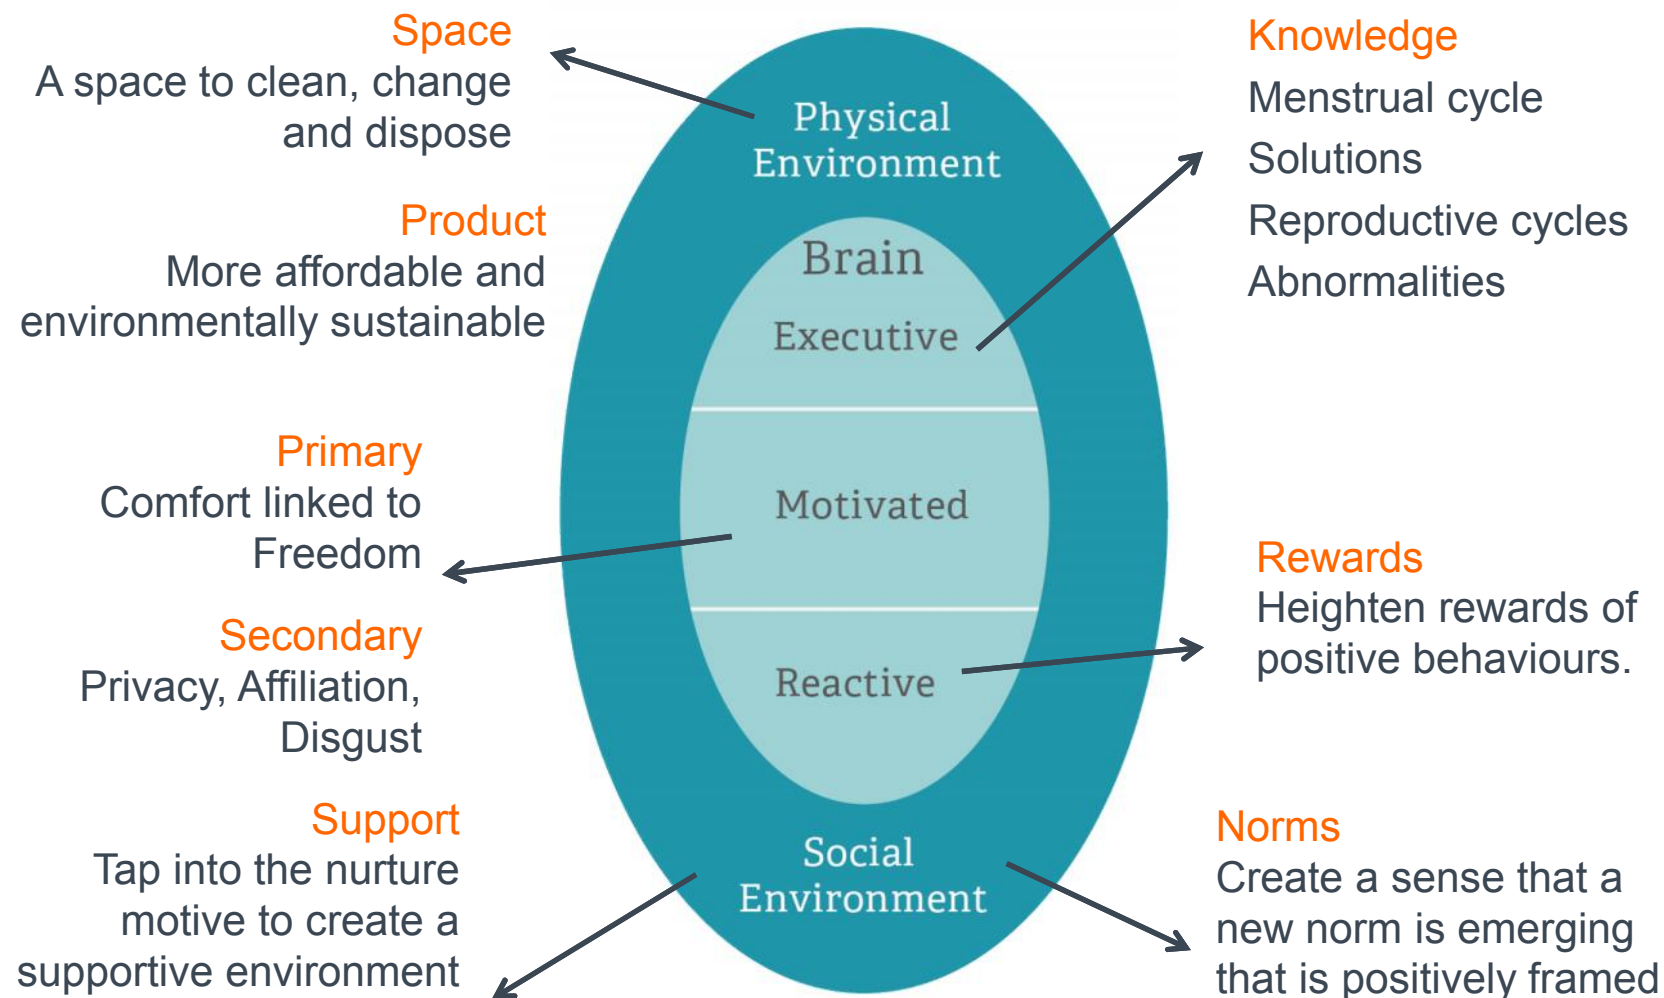 Space
A space to clean, change
and dispose
Product
More affordable and
environmentally sustainable
Primary
Comfort linked to
Freedom
Secondary
Privacy, Affiliation,
Disgust
Support
Tap into the nurture
motive to create a
supportive environment
Physical
Environment
Brain
Executive
Motivated
Reactive
Social
Environment
Knowledge
Menstrual cycle
Solutions
Reproductive cycles
Abnormalities
Rewards
Heighten rewards of
positive behaviours.
Norms
Create a sense that a
new norm is emerging
that is positively framed